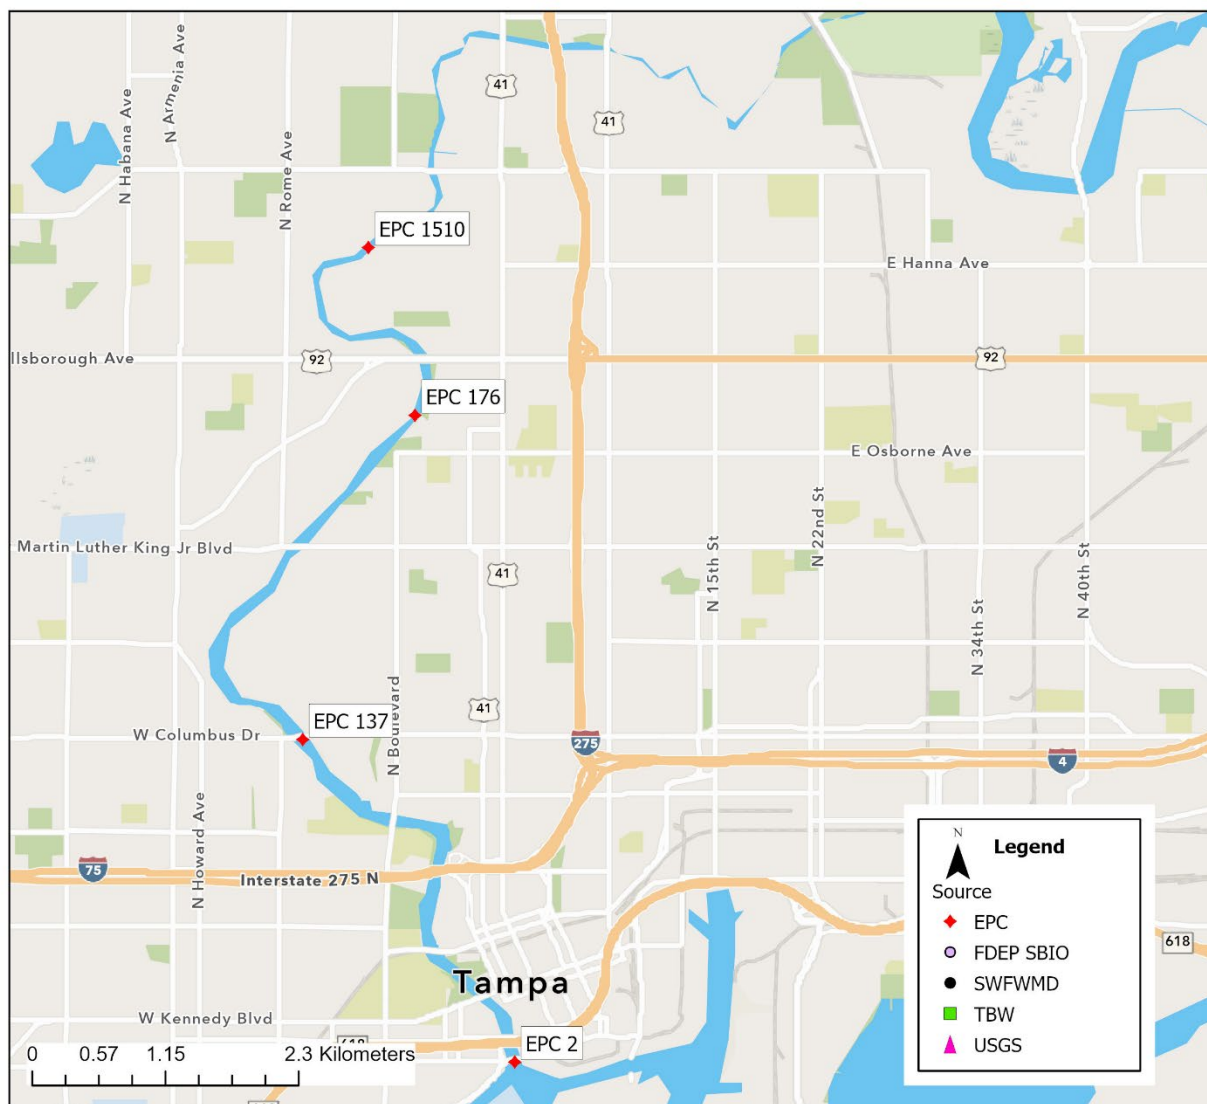 N Habana Ave
N Armenia Ave
N Rome Ave
41
41
EPC 1510
E Hanna Ave
llsborough Ave
92
92
EPC 176
E Osborne Ave
N 22nd St
Martin Luther King Jr Blvd
41
N 15th St
N 40th St
N 34th St
EPC 137
W Columbus Dr
N Boulevard
41
275
4
N Howard Ave
75
Interstate 275 N
Tampa
W Kennedy Blvd
618
EPC 2
618
0 0.57 1.15 2.3 Kilometers
N
Legend
Source
EPC
FDEP SBIO
SWFWMD
TBW
USGS